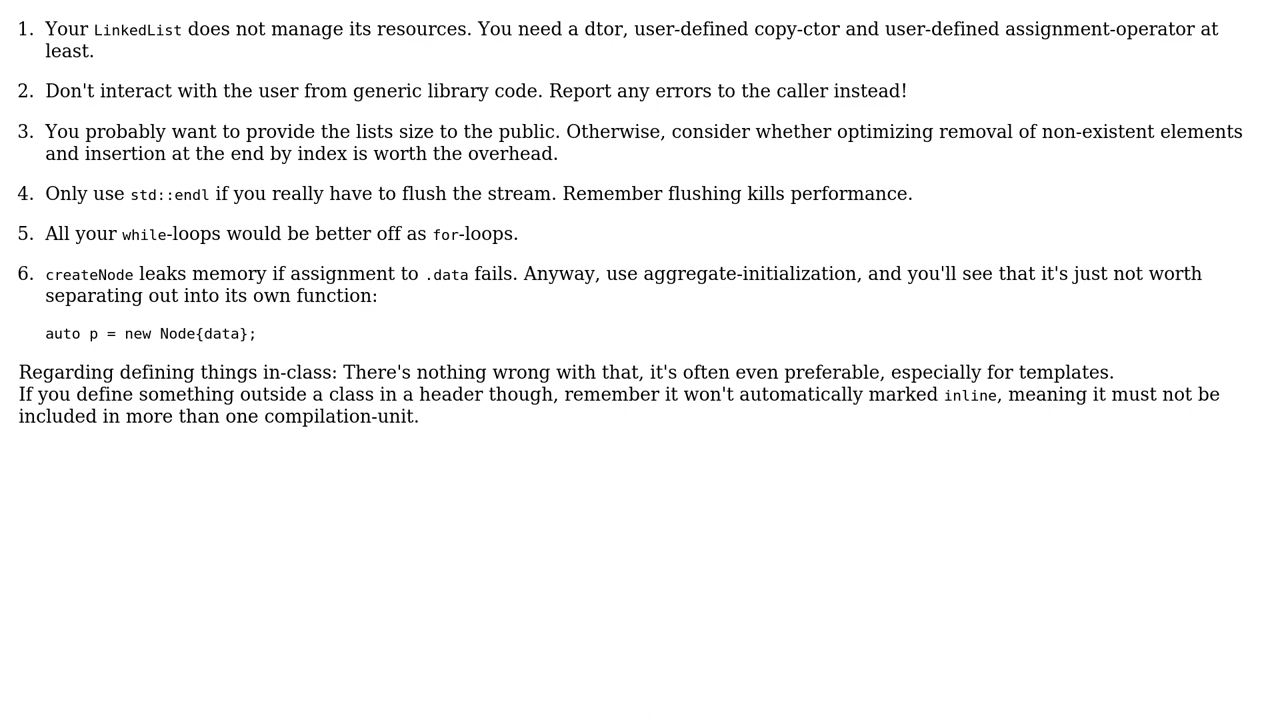 1. Your LinkedList does not manage its resources. You need a dtor, user-defined copy-ctor and user-defined assignment-operator at
least.
2. Don't interact with the user from generic library code. Report any errors to the caller instead!
3. You probably want to provide the lists size to the public. Otherwise, consider whether optimizing removal of non-existent elements
and insertion at the end by index is worth the overhead.
4. Only use std::endl if you really have to flush the stream. Remember flushing kills performance.
5. All your while-loops would be better off as for-loops.
6. createNode leaks memory if assignment to .data fails. Anyway, use aggregate-initialization, and you'll see that it's just not worth
separating out into its own function:
auto p = new Node{data};
Regarding defining things in-class: There's nothing wrong with that, it's often even preferable, especially for templates.
If you define something outside a class in a header though, remember it won't automatically marked inline, meaning it must not be
included in more than one compilation-unit.